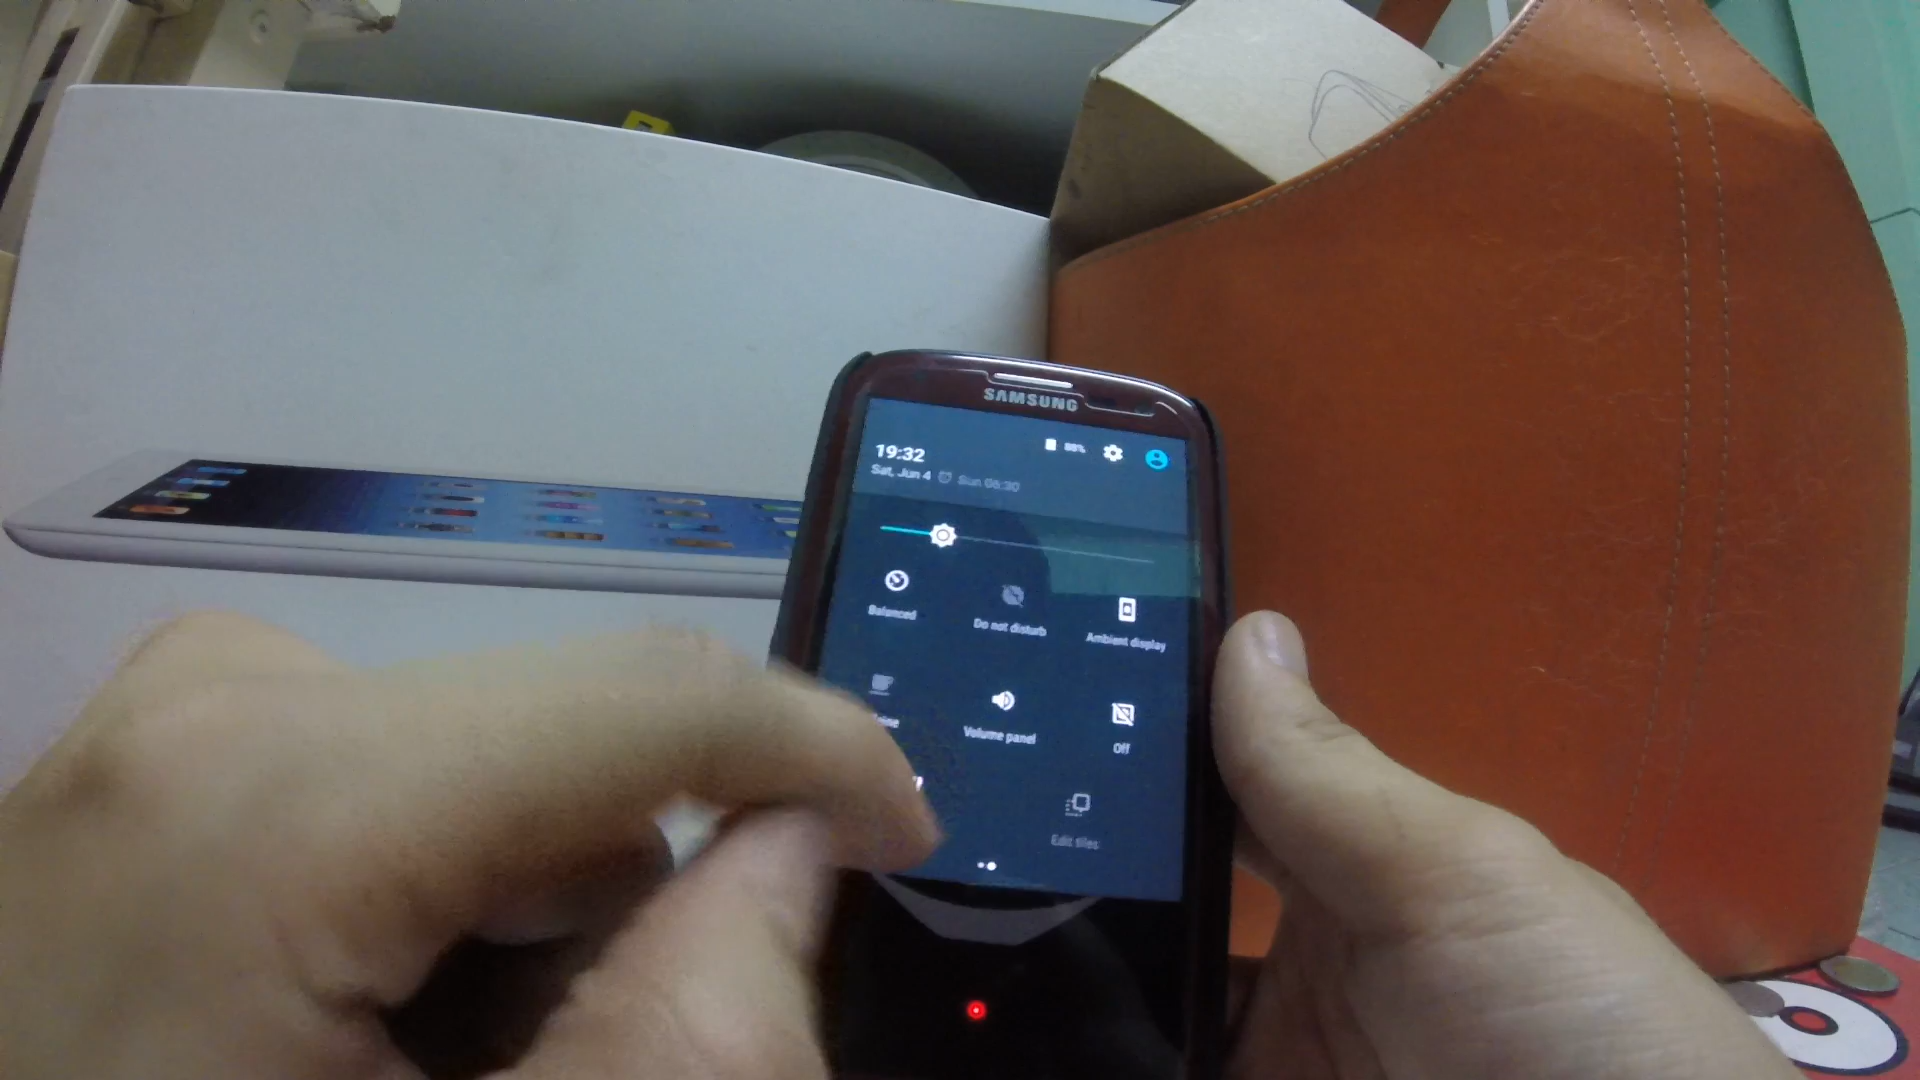 SAMSUNG
19:32
88%
Sat, Jun 4
Sun 06:30
Balanced
Do not disturb
Ambient display
Volume panel
Off
Edit tiles